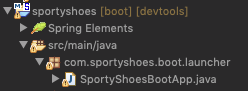 sportyshoes [boot] [devtools]
Spring Elements
src/main/java
com.sportyshoes.boot.launcher
SportyShoesBootApp.java